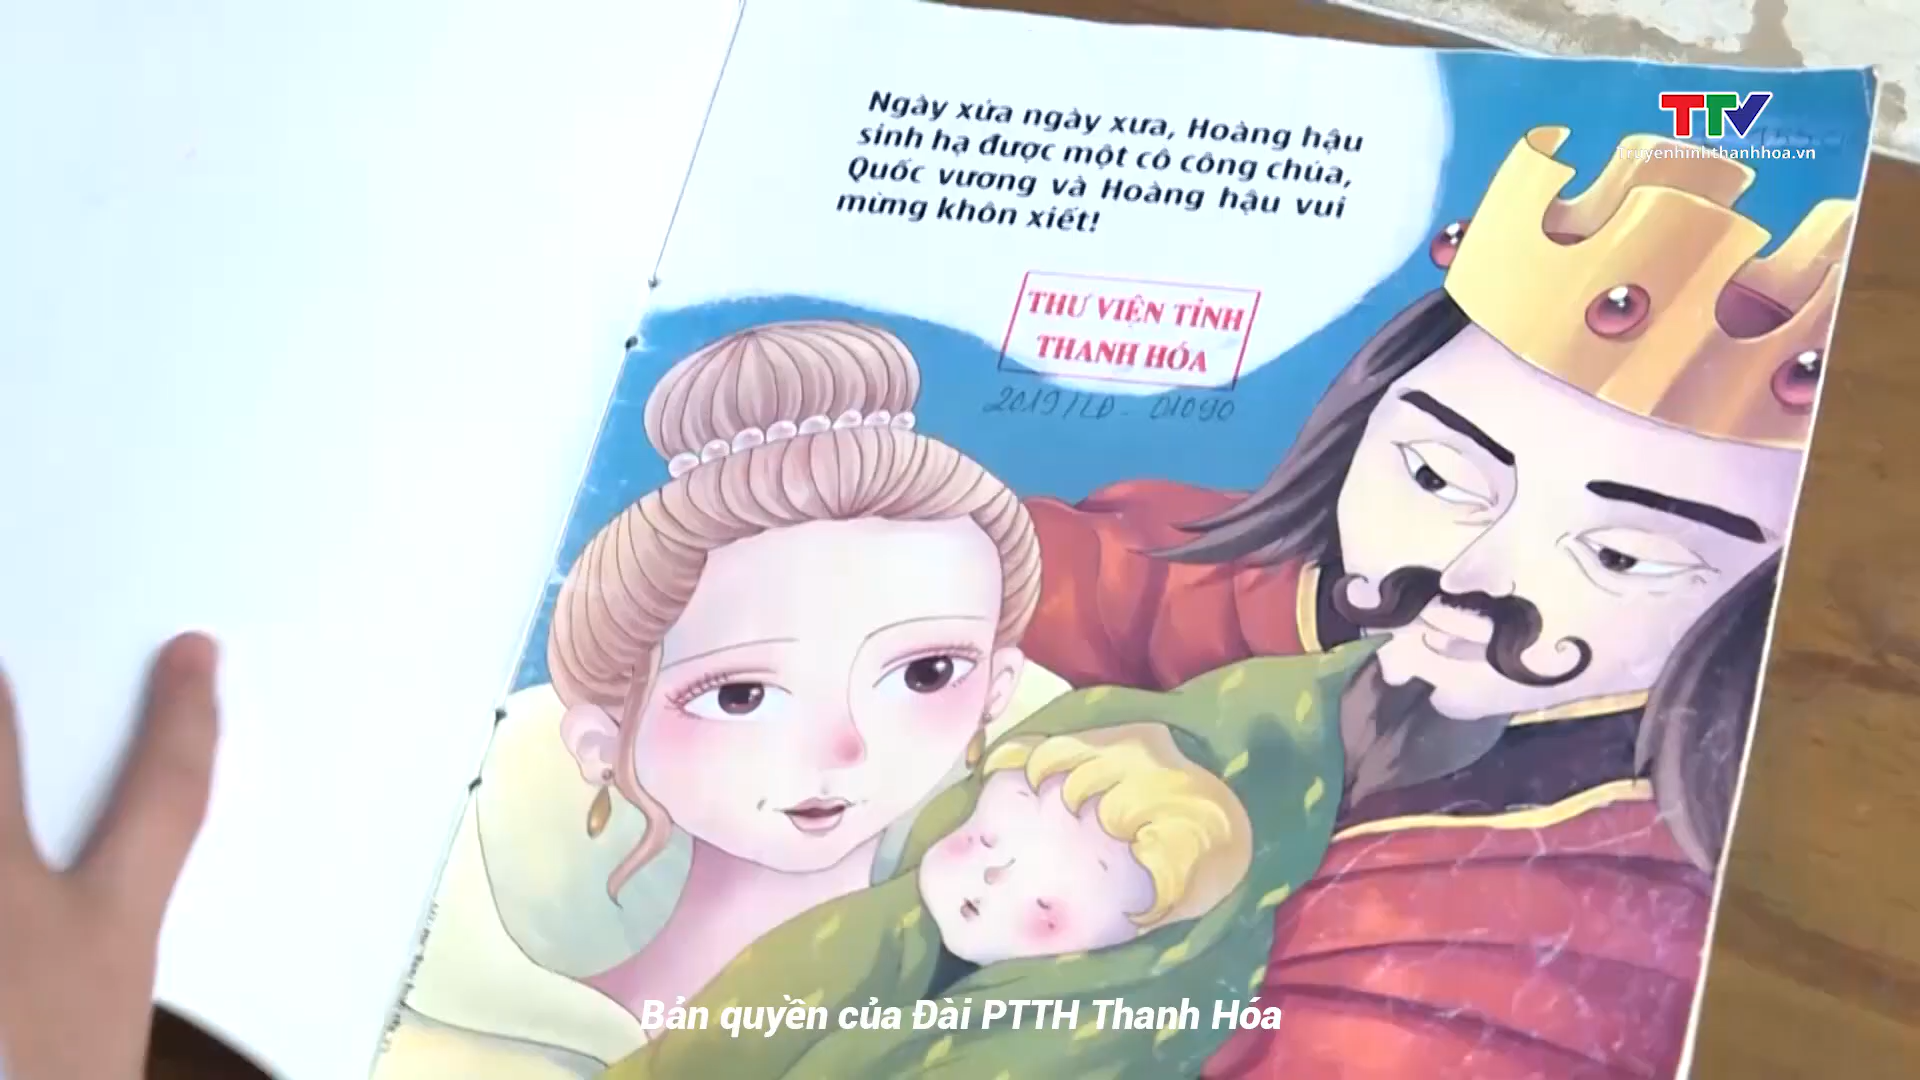 TTV
Truyenhinhthanhhoa.vn
Ngày xửa ngày xưa, Hoàng hậu
sinh hạ được một cô công chúa,
Quốc vương và Hoàng hậu vui
mừng khôn xiết!
THƯ VIỆN TỈNH
THANH HÓA
2019/LD - 01090
Bản quyền của Đài PTTH Thanh Hóa